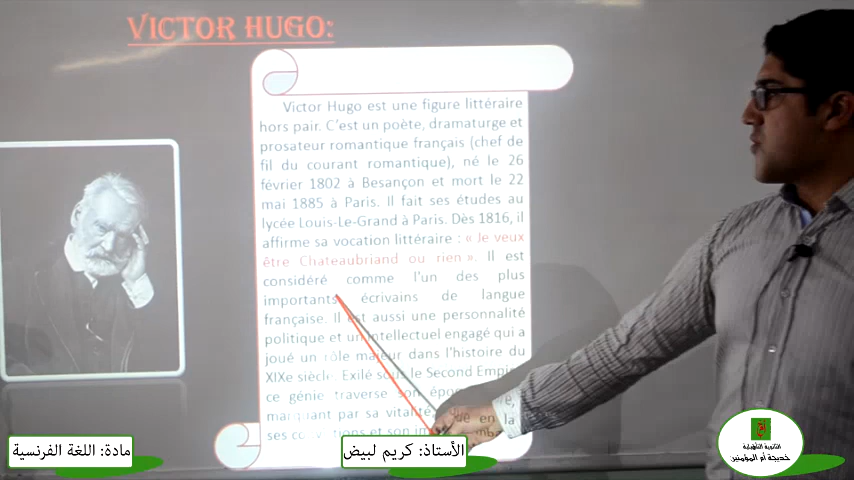 VICTOR HUGO:
Victor Hugo est une figure littéraire
hors pair. C'est un poète, dramaturge et
prosateur romantique français (chef de
fil du courant romantique), né le 26
février 1802 à Besançon et mort le 22
mai 1885 à Paris. Il fait ses études au
lycée Louis-Le-Grand à Paris. Dès 1816, il
affirme sa vocation littéraire : « Je veux
être Chateaubriand ou rien ». Il est
considéré comme l'un des plus
importants écrivains de langue
française. Il est aussi une personnalité
politique et un intellectuel engagé qui a
joué un rôle majeur dans l'histoire du
XIXe siècle. Exilé sous le Second Empire
ce génie traverse son
marquant par sa vitalité, en la
ses et son
مادة: اللغة الفرنسية
الأستاذ: كريم لبيض
الثانوية التأهيلية
خديجة أم المؤمنين